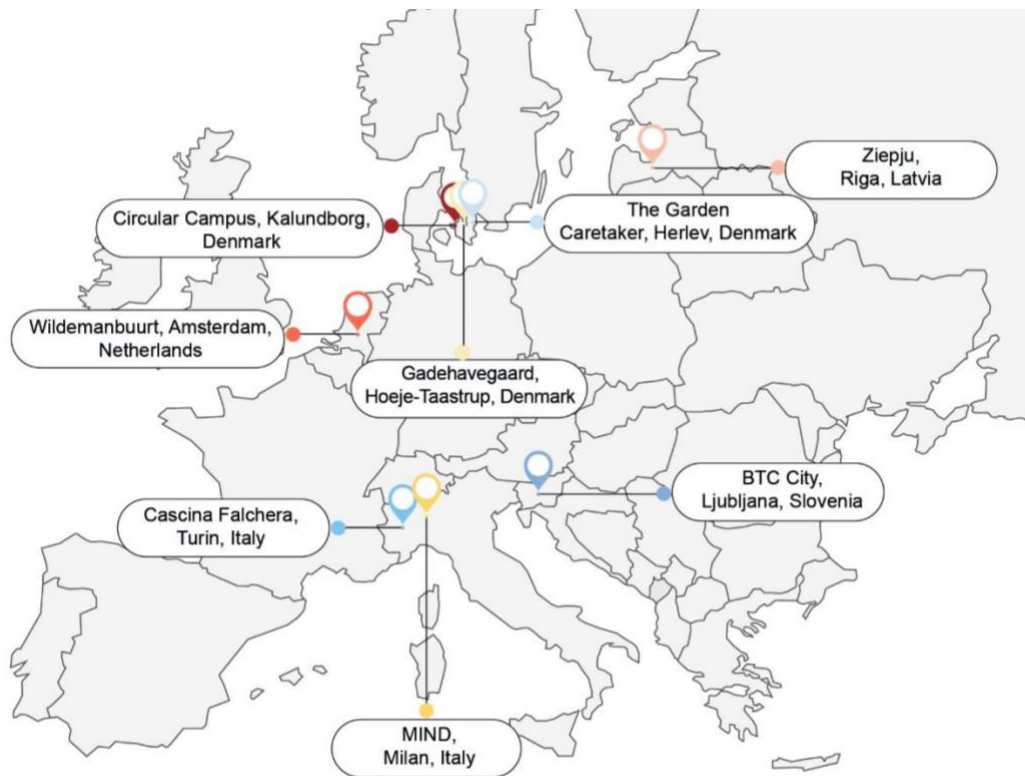 Ziepju,
Riga, Latvia
Circular Campus, Kalundborg,
Denmark
The Garden
Caretaker, Herlev, Denmark
Wildemanbuurt, Amsterdam,
Netherlands
Gadehavegaard,
Hoeje-Taastrup, Denmark
BTC City,
Ljubljana, Slovenia
Cascina Falchera,
Turin, Italy
MIND,
Milan, Italy